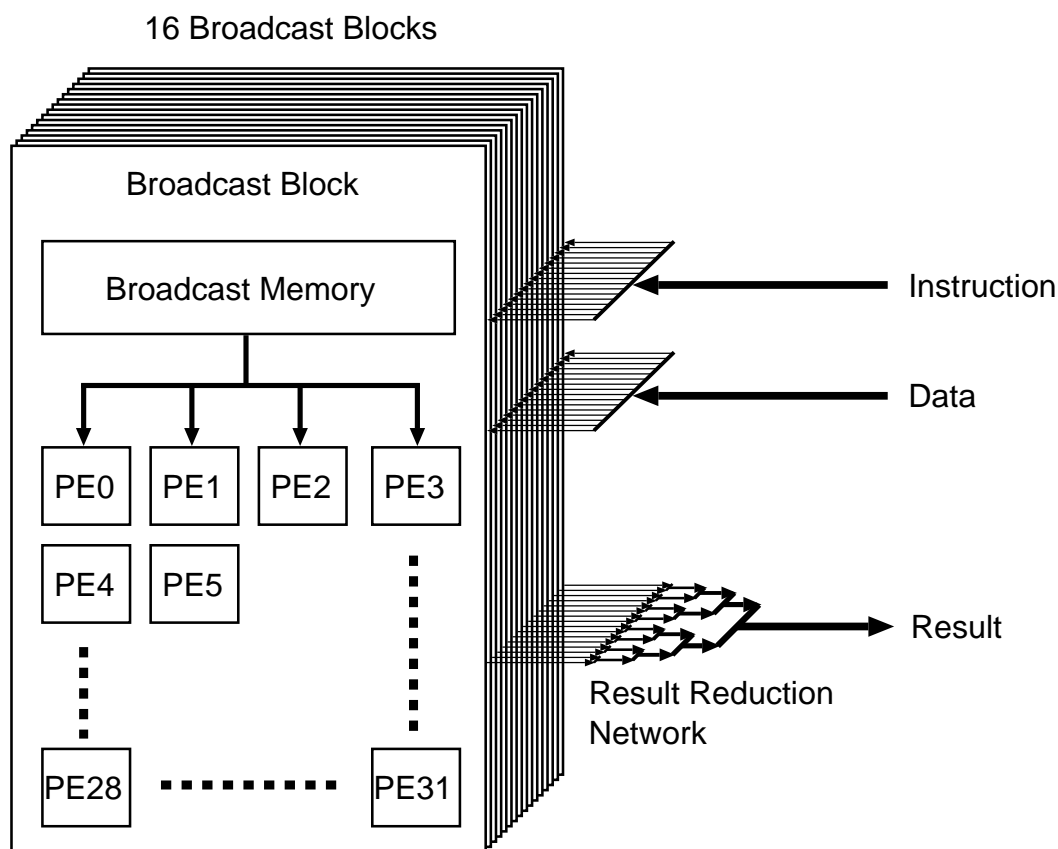 16 Broadcast Blocks
Broadcast Block
Broadcast Memory
Instruction
Data
PE0 PE1 PE2 PE3
PE4 PE5
Result
Result Reduction
Network
PE28 PE31